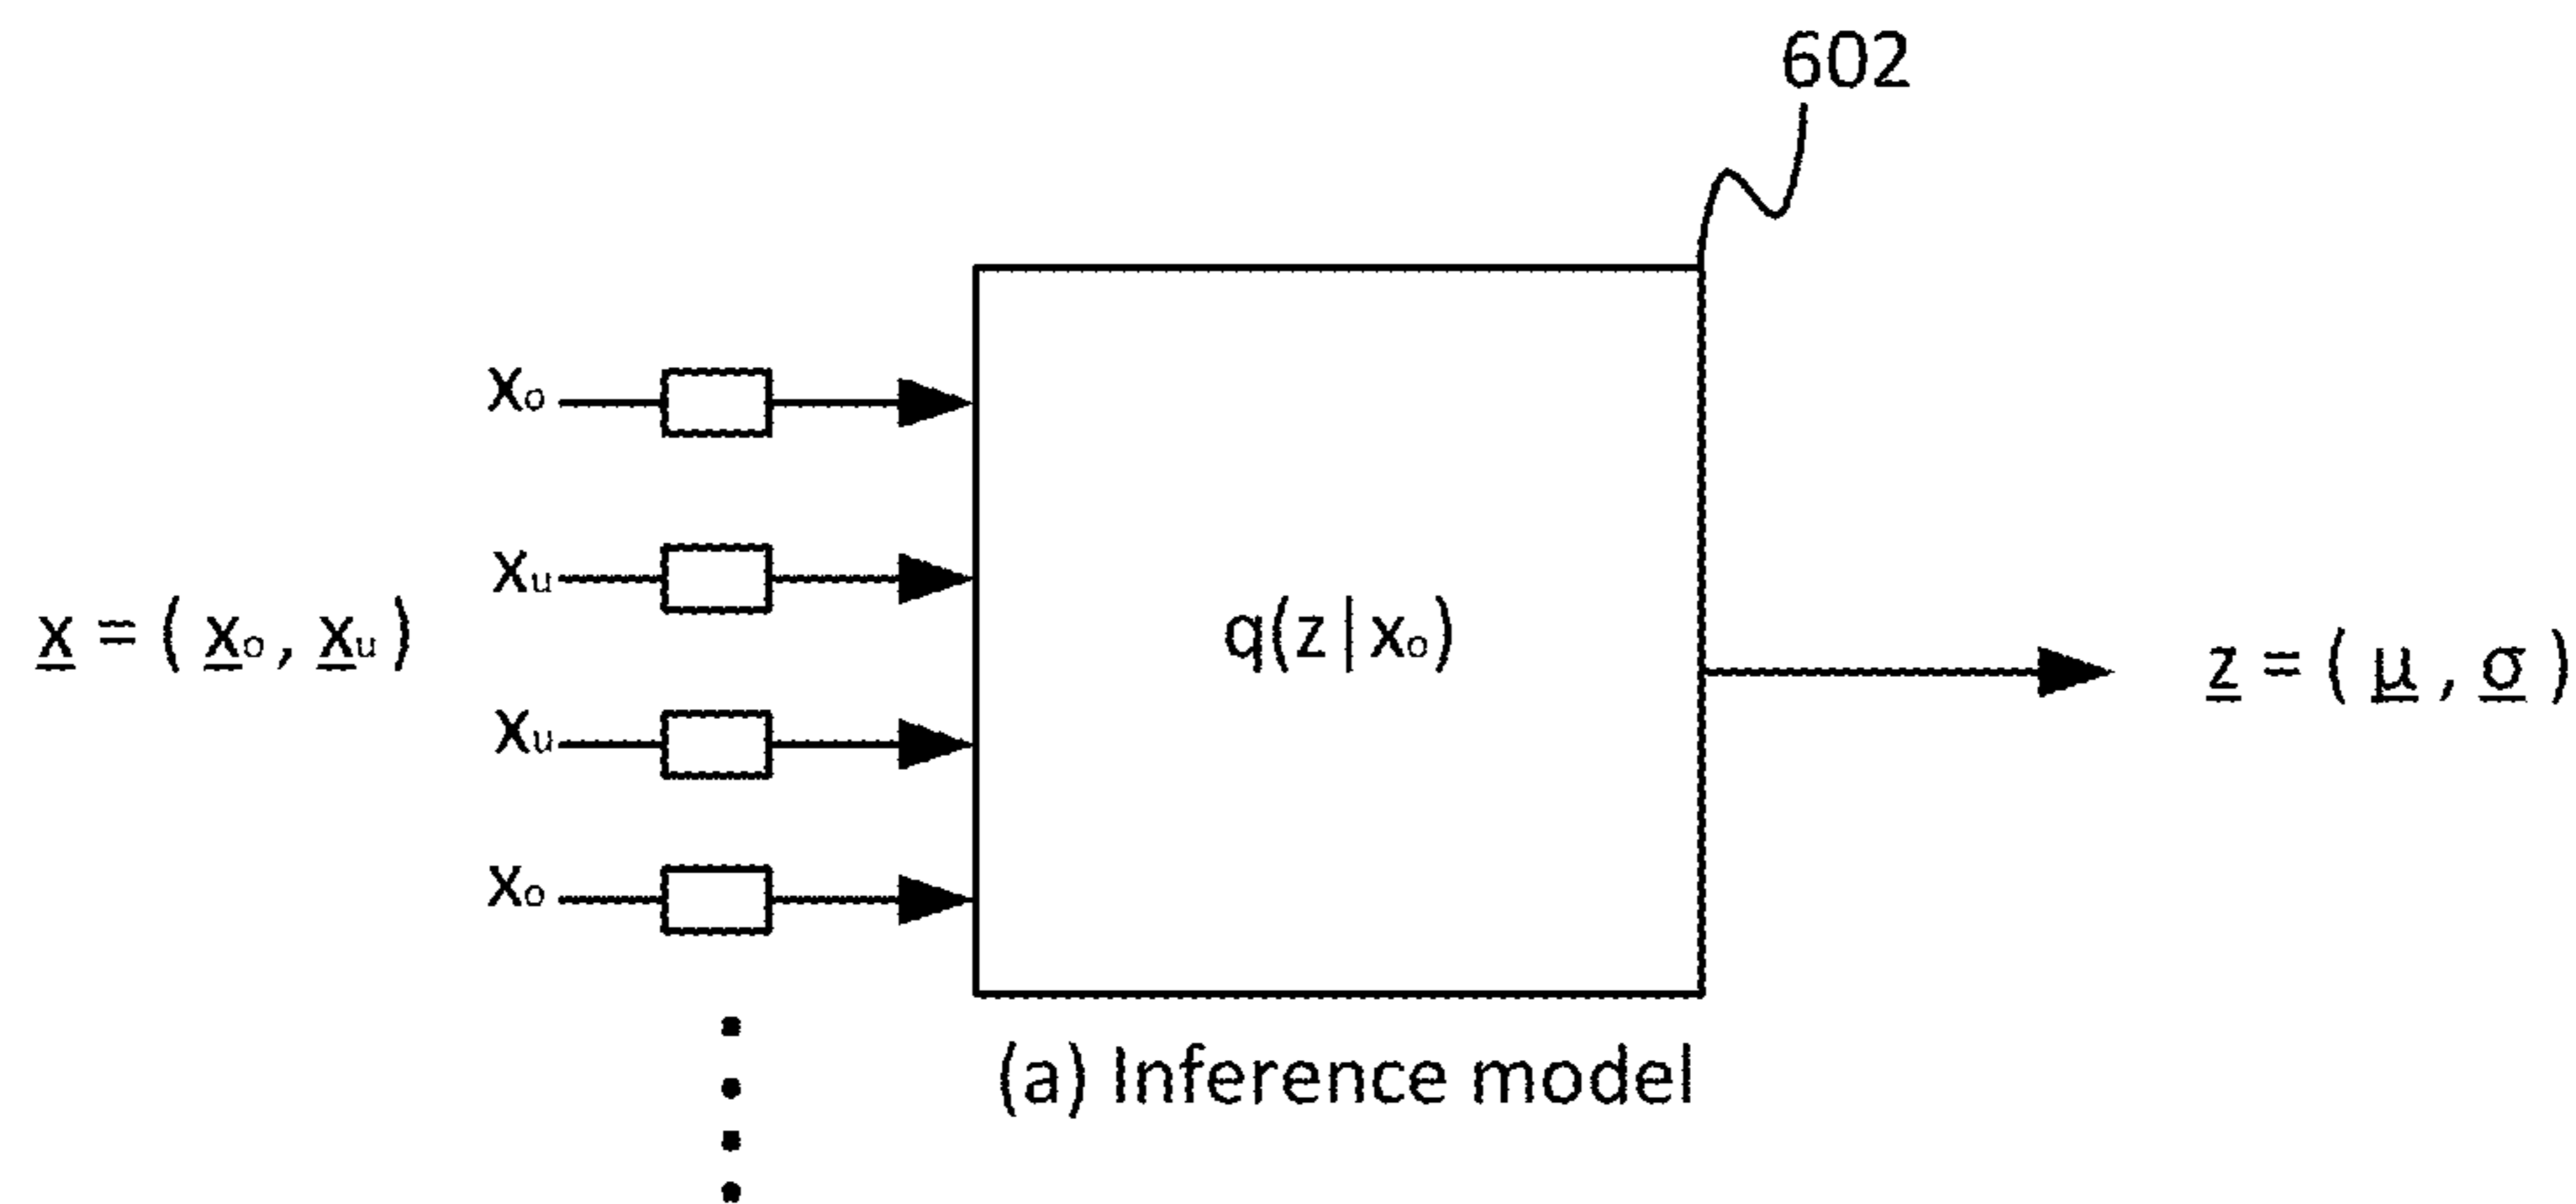 602
xₒ
xᵤ
x = ( xₒ , xᵤ )
q(z|xₒ)
z = ( μ , σ )
xᵤ
xₒ
(a) Inference model